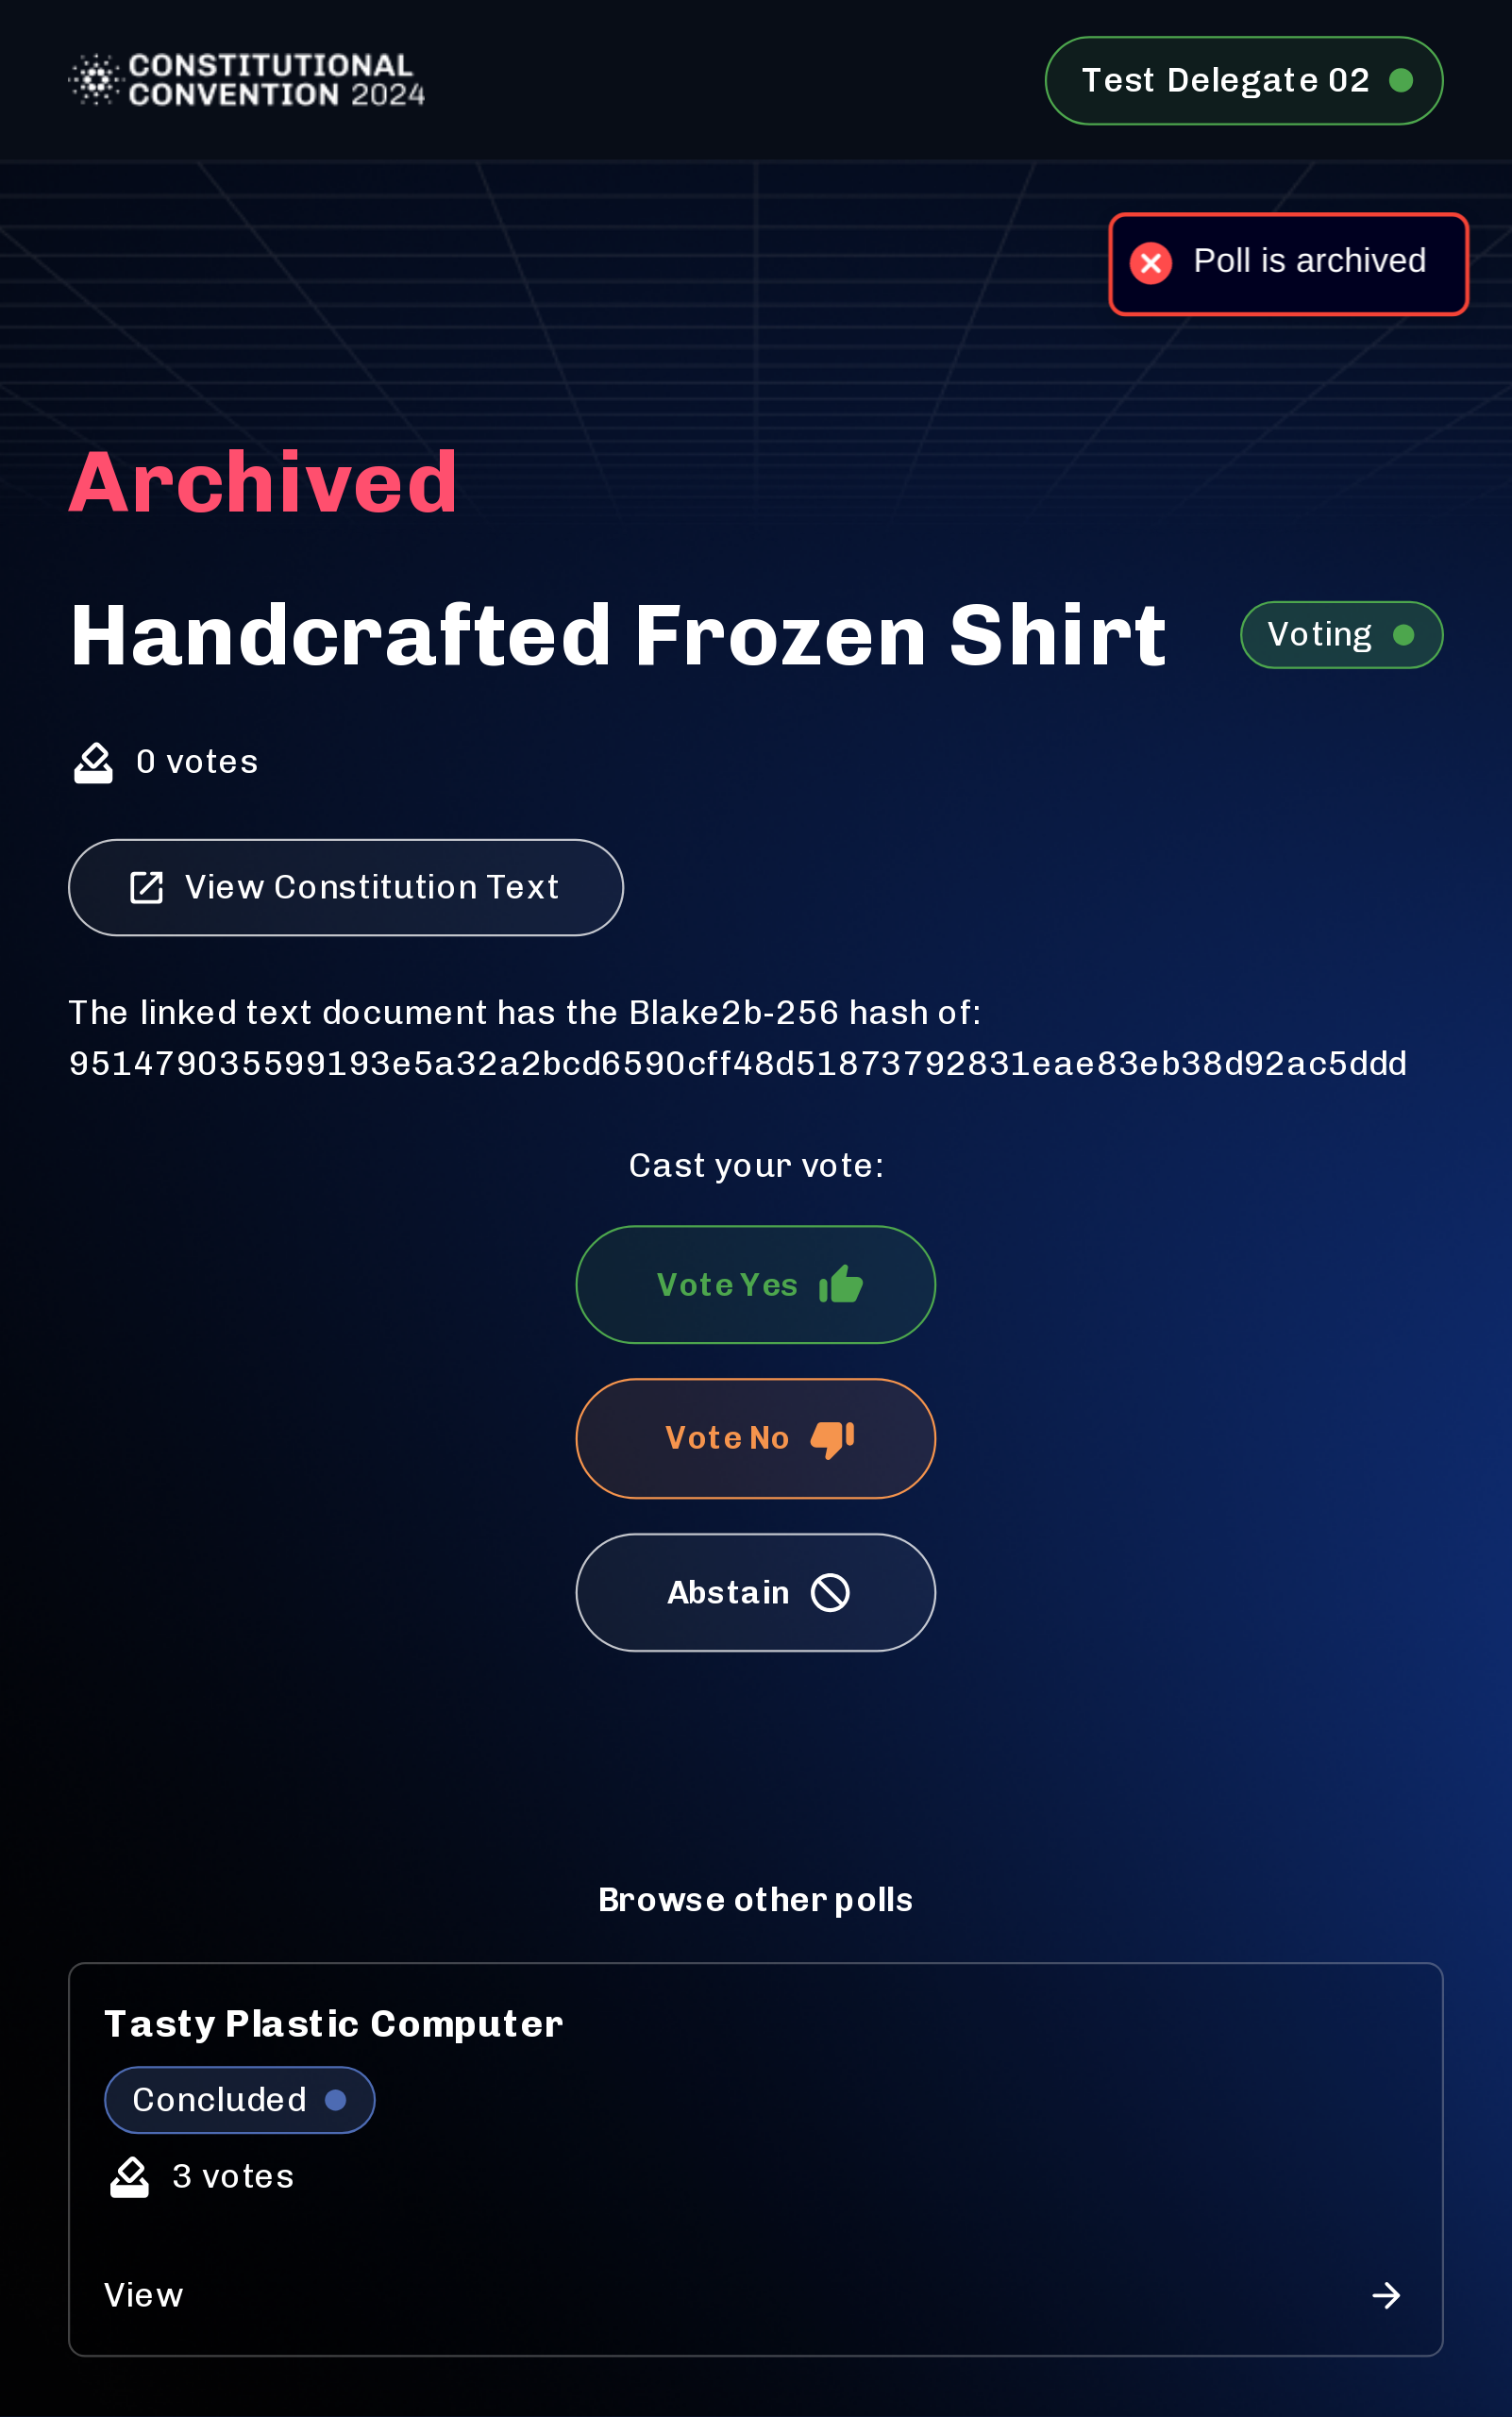 CONSTITUTIONAL
CONVENTION 2024
Test Delegate 02
Poll is archived
Archived
Handcrafted Frozen Shirt
Voting
0 votes
View Constitution Text
The linked text document has the Blake2b-256 hash of:
951479035599193e5a32a2bcd6590cff48d51873792831eae83eb38d92ac5ddd
Cast your vote:
Vote Yes
Vote No
Abstain
Browse other polls
Tasty Plastic Computer
Concluded
3 votes
View